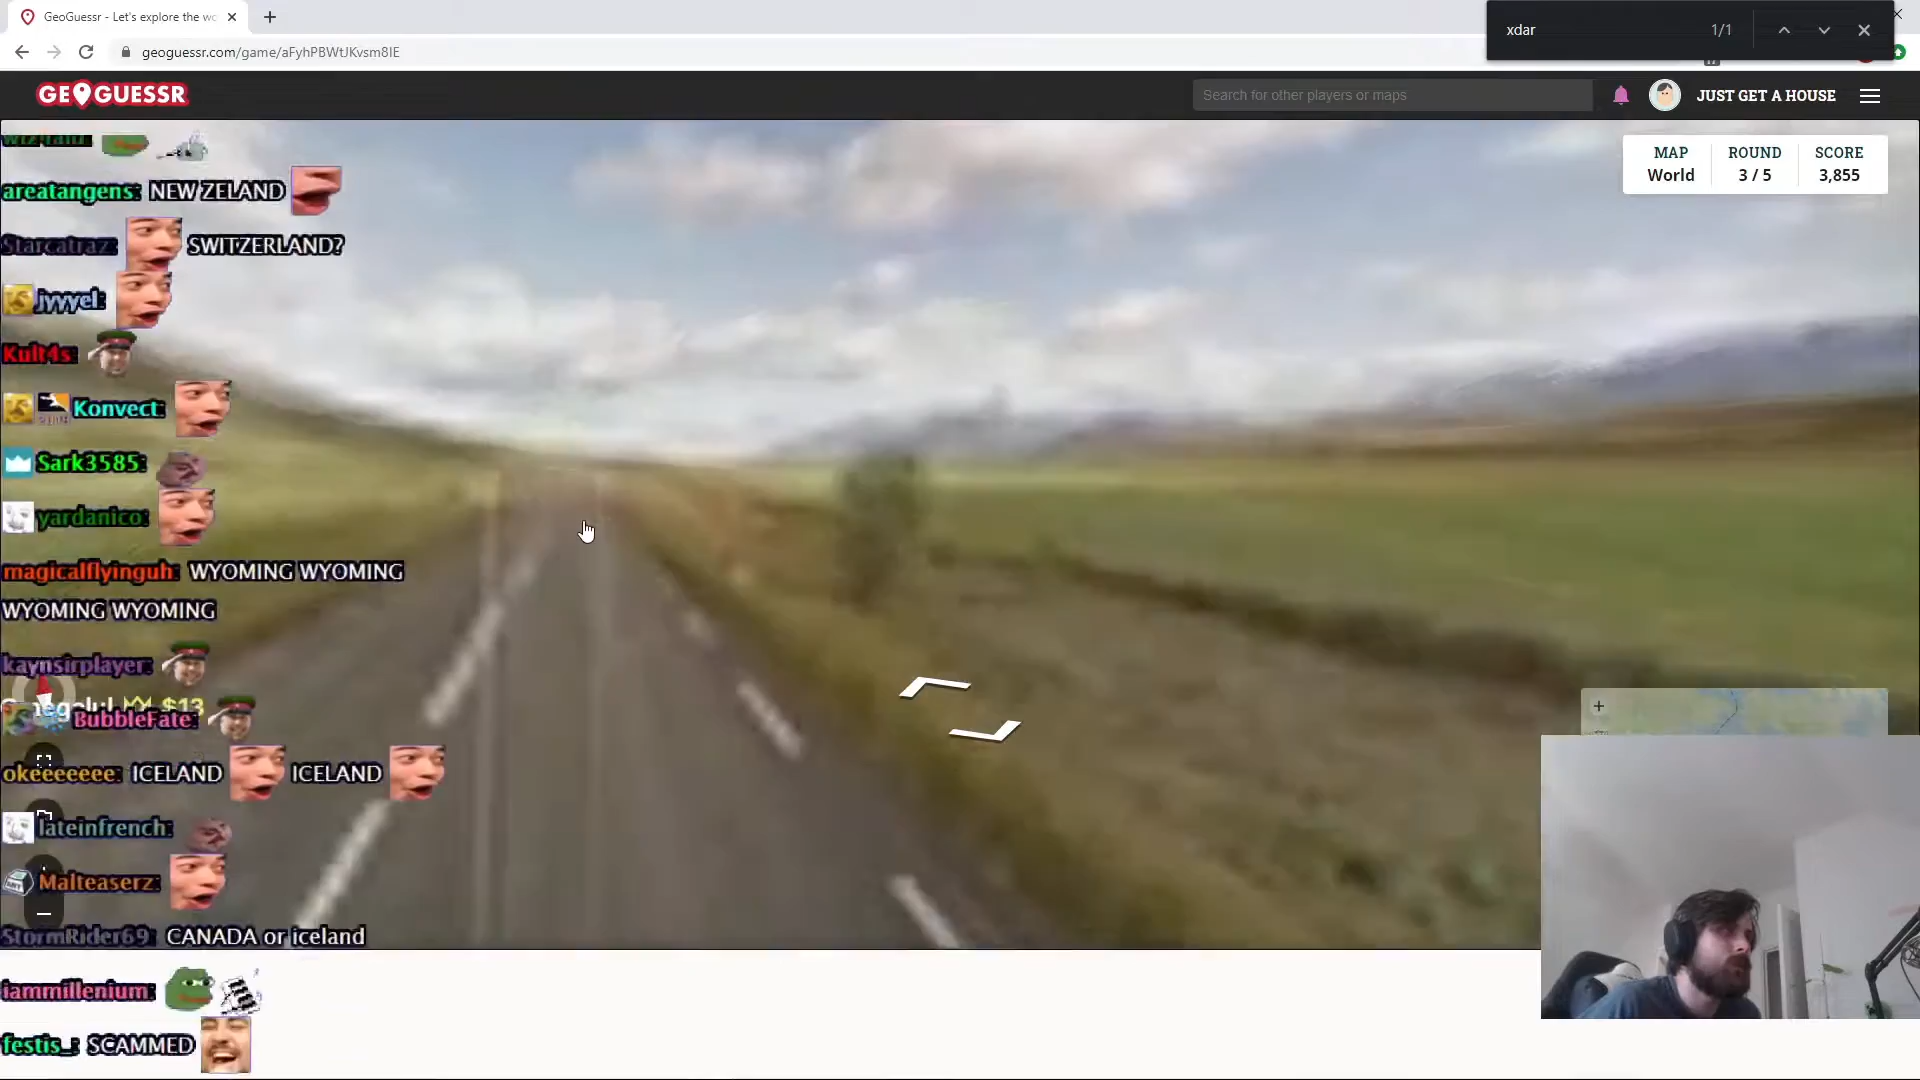 GeoGuessr - Let's explore the wo
xdar
1/1
geoguessr.com/game/aFyhPBWtJKvsm8IE
GEOGUESSR
Search for other players or maps
JUST GET A HOUSE
MAP
World
ROUND
3 / 5
SCORE
3,855
areatangens: NEW ZELAND
Starcatraz: SWITZERLAND?
jyyyel:
Kult4s:
Konvect:
Sark3585:
yardanico:
magicalflyinguh: WYOMING WYOMING
WYOMING WYOMING
kaynsirplayer:
$13
BubbleFate:
okeeeeeee: ICELAND ICELAND
lateinfrench:
Malteaserz:
StormRider69: CANADA or iceland
iammillenium:
festis_: SCAMMED